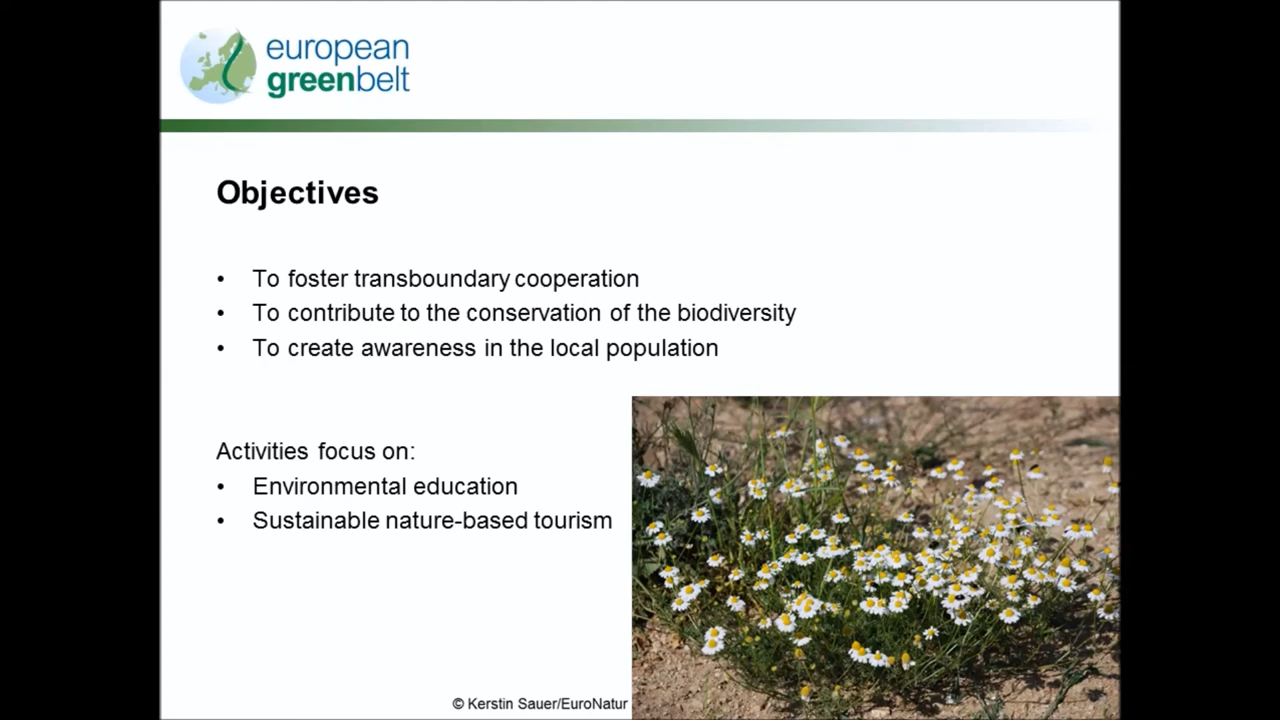 european
greenbelt
Objectives
• To foster transboundary cooperation
• To contribute to the conservation of the biodiversity
• To create awareness in the local population
Activities focus on:
• Environmental education
• Sustainable nature-based tourism
© Kerstin Sauer/EuroNatur